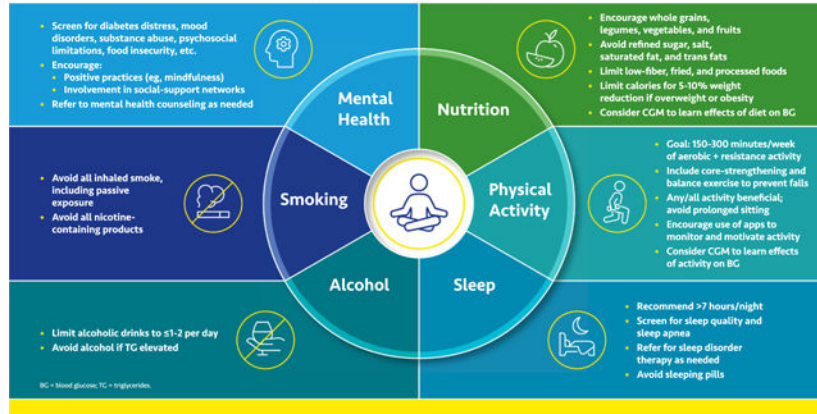 • Screen for diabetes distress, mood
disorders, substance abuse, psychosocial
limitations, food insecurity, etc.
• Encourage:
• Positive practices (eg, mindfulness)
• Involvement in social-support networks
• Refer to mental health counseling as needed
Mental
Health
Nutrition
• Encourage whole grains,
legumes, vegetables, and fruits
• Avoid refined sugar, salt,
saturated fat, and trans fats
• Limit low-fiber, fried, and processed foods
• Limit calories for 5-10% weight
reduction if overweight or obesity
• Consider CGM to learn effects of diet on BG
• Avoid all inhaled smoke,
including passive
exposure
• Avoid all nicotine-
containing products
Smoking
Physical
Activity
• Goal: 150-300 minutes/week
of aerobic + resistance activity
• Include core-strengthening and
balance exercise to prevent falls
• Any/all activity beneficial;
avoid prolonged sitting
• Encourage use of apps to
monitor and motivate activity
• Consider CGM to learn effects
of activity on BG
• Limit alcoholic drinks to ≤1-2 per day
• Avoid alcohol if TG elevated
Alcohol
Sleep
• Recommend >7 hours/night
• Screen for sleep quality and
sleep apnea
• Refer for sleep disorder
therapy as needed
• Avoid sleeping pills
BG = blood glucose; TG = triglycerides.